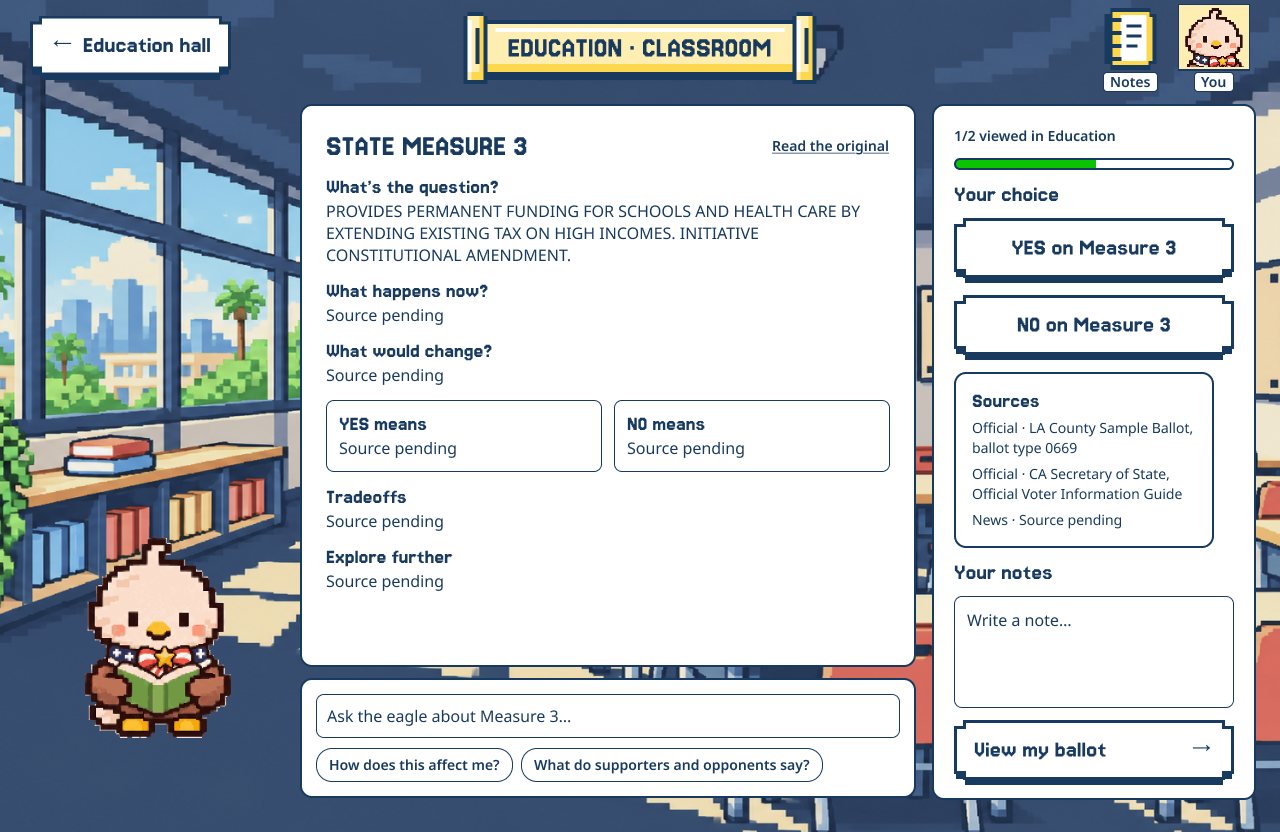 ← Education hall
EDUCATION · CLASSROOM
Notes
You
STATE MEASURE 3
Read the original
What's the question?
PROVIDES PERMANENT FUNDING FOR SCHOOLS AND HEALTH CARE BY
EXTENDING EXISTING TAX ON HIGH INCOMES. INITIATIVE
CONSTITUTIONAL AMENDMENT.
What happens now?
Source pending
What would change?
Source pending
YES means
Source pending
NO means
Source pending
Tradeoffs
Source pending
Explore further
Source pending
Ask the eagle about Measure 3...
How does this affect me?
What do supporters and opponents say?
1/2 viewed in Education
Your choice
YES on Measure 3
NO on Measure 3
Sources
Official · LA County Sample Ballot,
ballot type 0669
Official · CA Secretary of State,
Official Voter Information Guide
News · Source pending
Your notes
Write a note...
View my ballot →